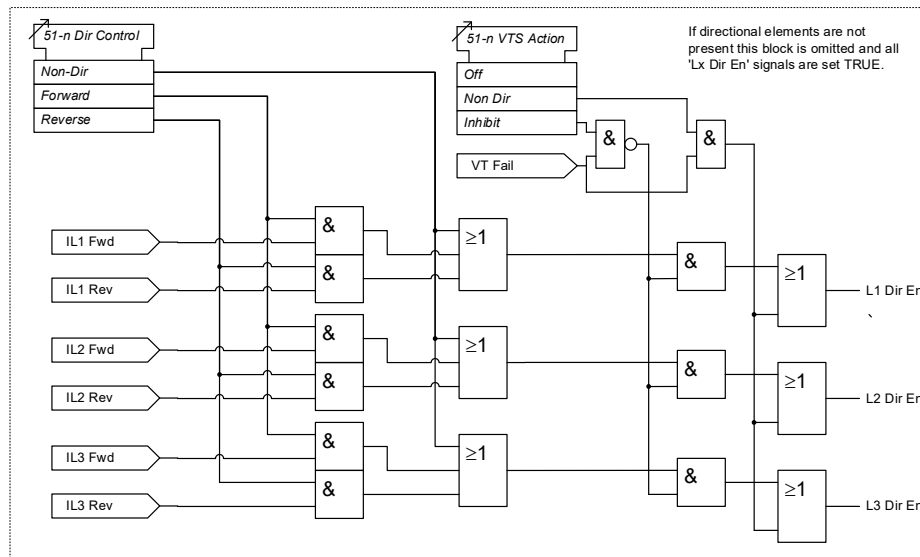 51-n Dir Control
Non-Dir
Forward
Reverse
51-n VTS Action
Off
Non Dir
Inhibit
VT Fail
If directional elements are not
present this block is omitted and all
'Lx Dir En' signals are set TRUE.
&
&
IL1 Fwd
IL1 Rev
&
&
≥1
&
≥1
L1 Dir En
`
IL2 Fwd
IL2 Rev
&
&
≥1
&
≥1
L2 Dir En
IL3 Fwd
IL3 Rev
&
&
≥1
&
≥1
L3 Dir En